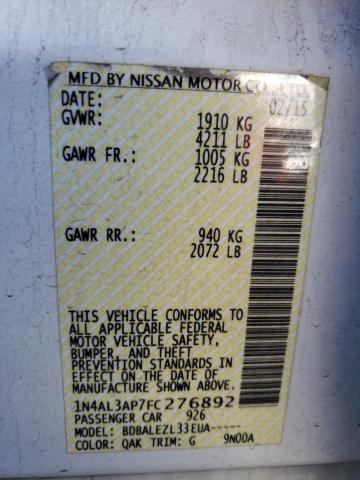 MFD BY NISSAN MOTOR
DATE: 02/15
GVWR: 1910 KG
4211 LB
GAWR FR.: 1005 KG
2216 LB
GAWR RR.: 940 KG
2072 LB
THIS VEHICLE CONFORMS TO
ALL APPLICABLE FEDERAL
MOTOR VEHICLE SAFETY,
BUMPER, AND THEFT
PREVENTION STANDARDS IN
EFFECT ON THE DATE OF
MANUFACTURE SHOWN ABOVE.
1N4AL3AP7FC276892
PASSENGER CAR 926
MODEL: BDBALEZL33EUA-----
COLOR: QAK TRIM: G 9N00A